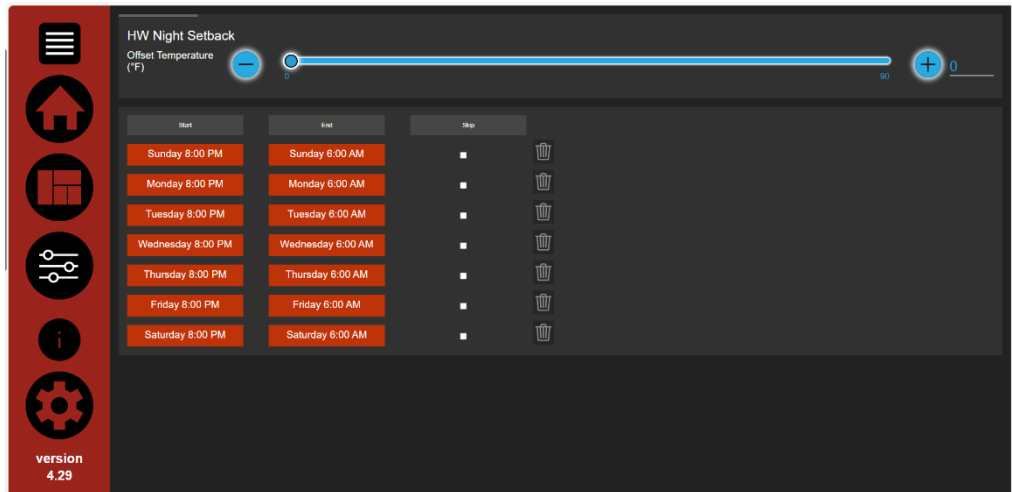 HW Night Setback
Offset Temperature
(°F)
0
90
0
Start End Skip
Sunday 8:00 PM Sunday 6:00 AM
Monday 8:00 PM Monday 6:00 AM
Tuesday 8:00 PM Tuesday 6:00 AM
Wednesday 8:00 PM Wednesday 6:00 AM
Thursday 8:00 PM Thursday 6:00 AM
Friday 8:00 PM Friday 6:00 AM
Saturday 8:00 PM Saturday 6:00 AM
version
4.29